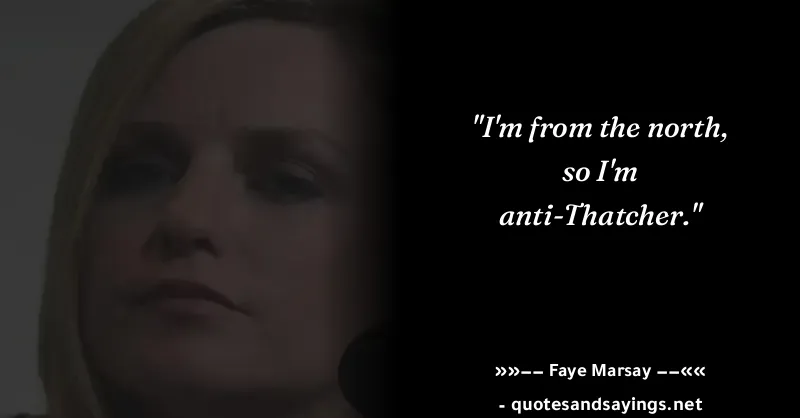 "I'm from the north,
so I'm
anti-Thatcher."
»»−− Faye Marsay −−««
- quotesandsayings.net